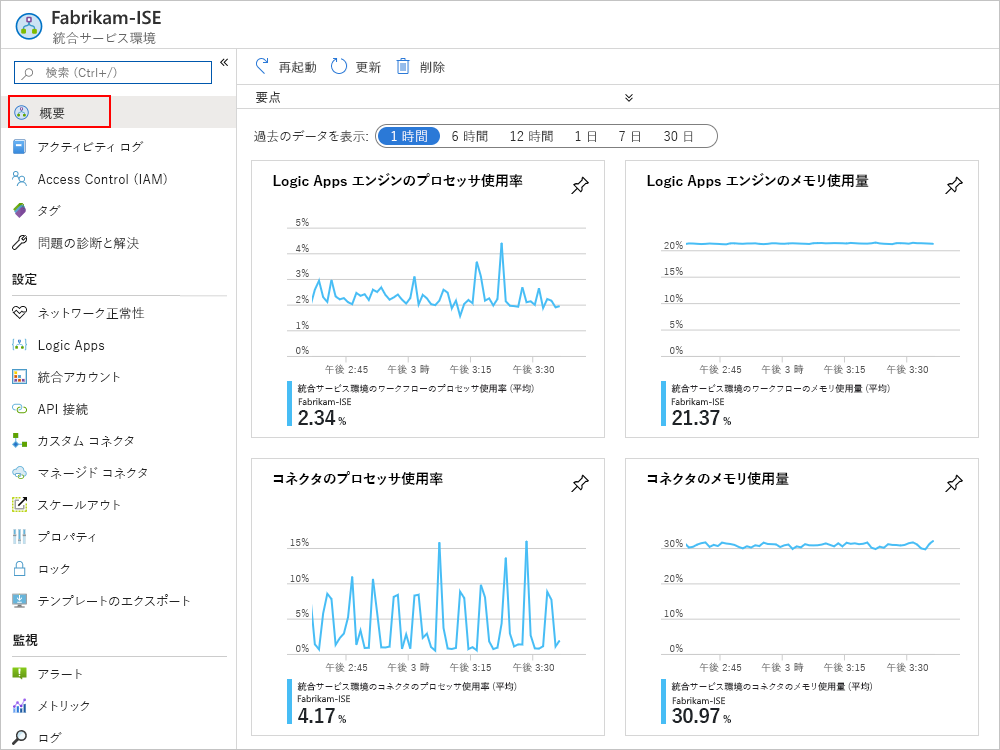 Fabrikam-ISE
統合サービス環境
検索 (Ctrl+/)
«
概要
アクティビティ ログ
Access Control (IAM)
タグ
問題の診断と解決
設定
ネットワーク正常性
Logic Apps
統合アカウント
API 接続
カスタム コネクタ
マネージド コネクタ
スケールアウト
プロパティ
ロック
テンプレートのエクスポート
監視
アラート
メトリック
ログ
再起動 更新 削除
要点
過去のデータを表示: 1 時間 6 時間 12 時間 1 日 7 日 30 日
Logic Apps エンジンのプロセッサ使用率
5%
4%
3%
2%
1%
0%
午後 2:45 午後 3 時 午後 3:15 午後 3:30
統合サービス環境のワークフローのプロセッサ使用率 (平均)
Fabrikam-ISE
2.34 %
Logic Apps エンジンのメモリ使用量
20%
15%
10%
5%
0%
午後 2:45 午後 3 時 午後 3:15 午後 3:30
統合サービス環境のワークフローのメモリ使用量 (平均)
Fabrikam-ISE
21.37 %
コネクタのプロセッサ使用率
15%
10%
5%
0%
午後 2:45 午後 3 時 午後 3:15 午後 3:30
統合サービス環境のコネクタのプロセッサ使用率 (平均)
Fabrikam-ISE
4.17 %
コネクタのメモリ使用量
30%
20%
10%
0%
午後 2:45 午後 3 時 午後 3:15 午後 3:30
統合サービス環境のコネクタのメモリ使用量 (平均)
Fabrikam-ISE
30.97 %